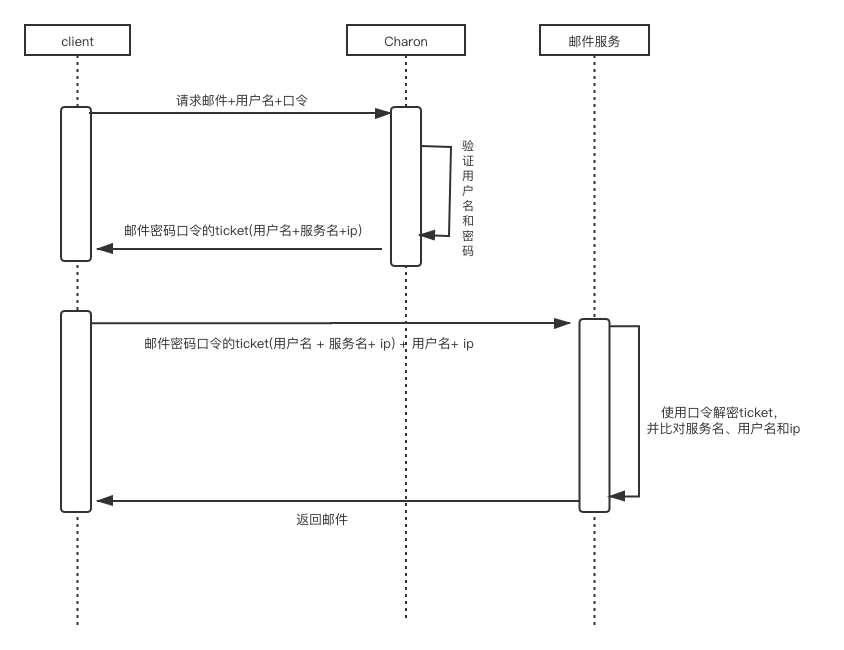 client
Charon
邮件服务
请求邮件+用户名+口令
验
证
用
户
名
和
密
码
邮件密码口令的ticket(用户名+服务名+ip)
邮件密码口令的ticket(用户名 + 服务名+ ip) + 用户名+ ip
使用口令解密ticket，
并比对服务名、用户名和ip
返回邮件